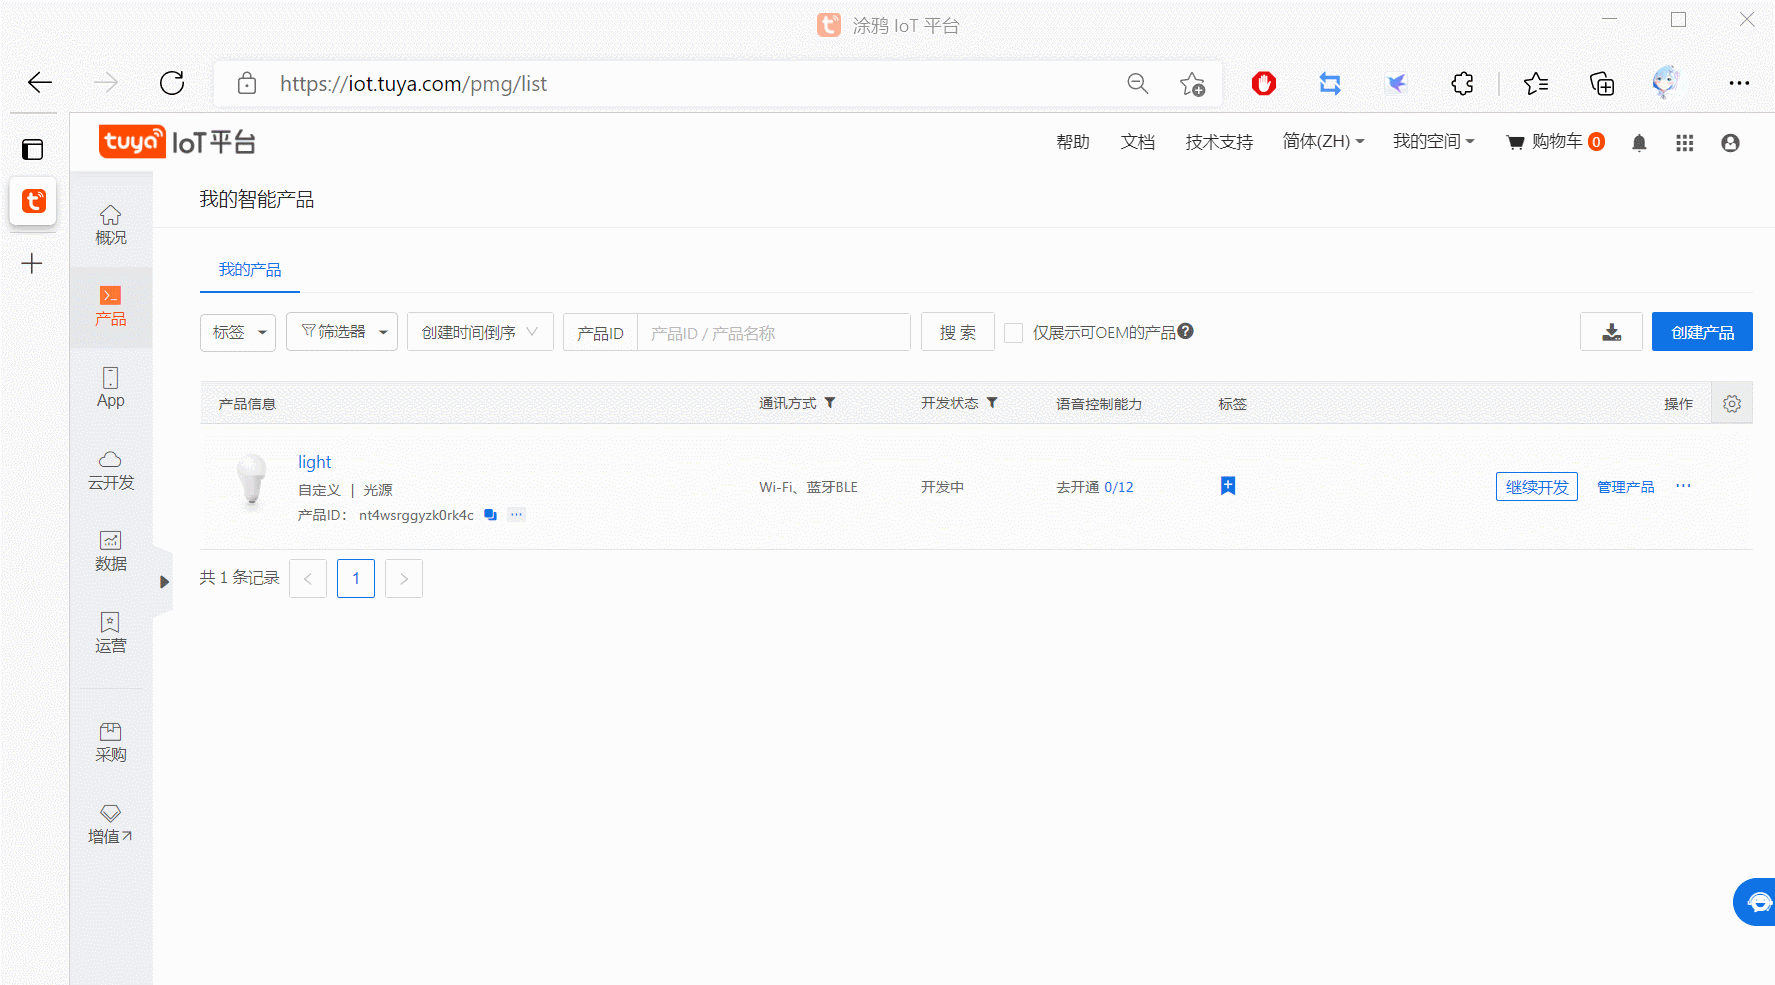 涂鸦 IoT 平台
https://iot.tuya.com/pmg/list
tuya IoT平台
帮助 文档 技术支持 简体(ZH) 我的空间 购物车 0
我的智能产品
概况
产品
App
云开发
数据
运营
采购
增值
我的产品
标签 筛选器 创建时间倒序 产品ID 产品ID / 产品名称 搜 索 仅展示可OEM的产品 创建产品
产品信息 通讯方式 开发状态 语音控制能力 标签 操作
light
自定义 | 光源
产品ID： nt4wsrggyzk0rk4c
Wi-Fi、蓝牙BLE 开发中 去开通 0/12 继续开发 管理产品 ...
共 1 条记录 < 1 >